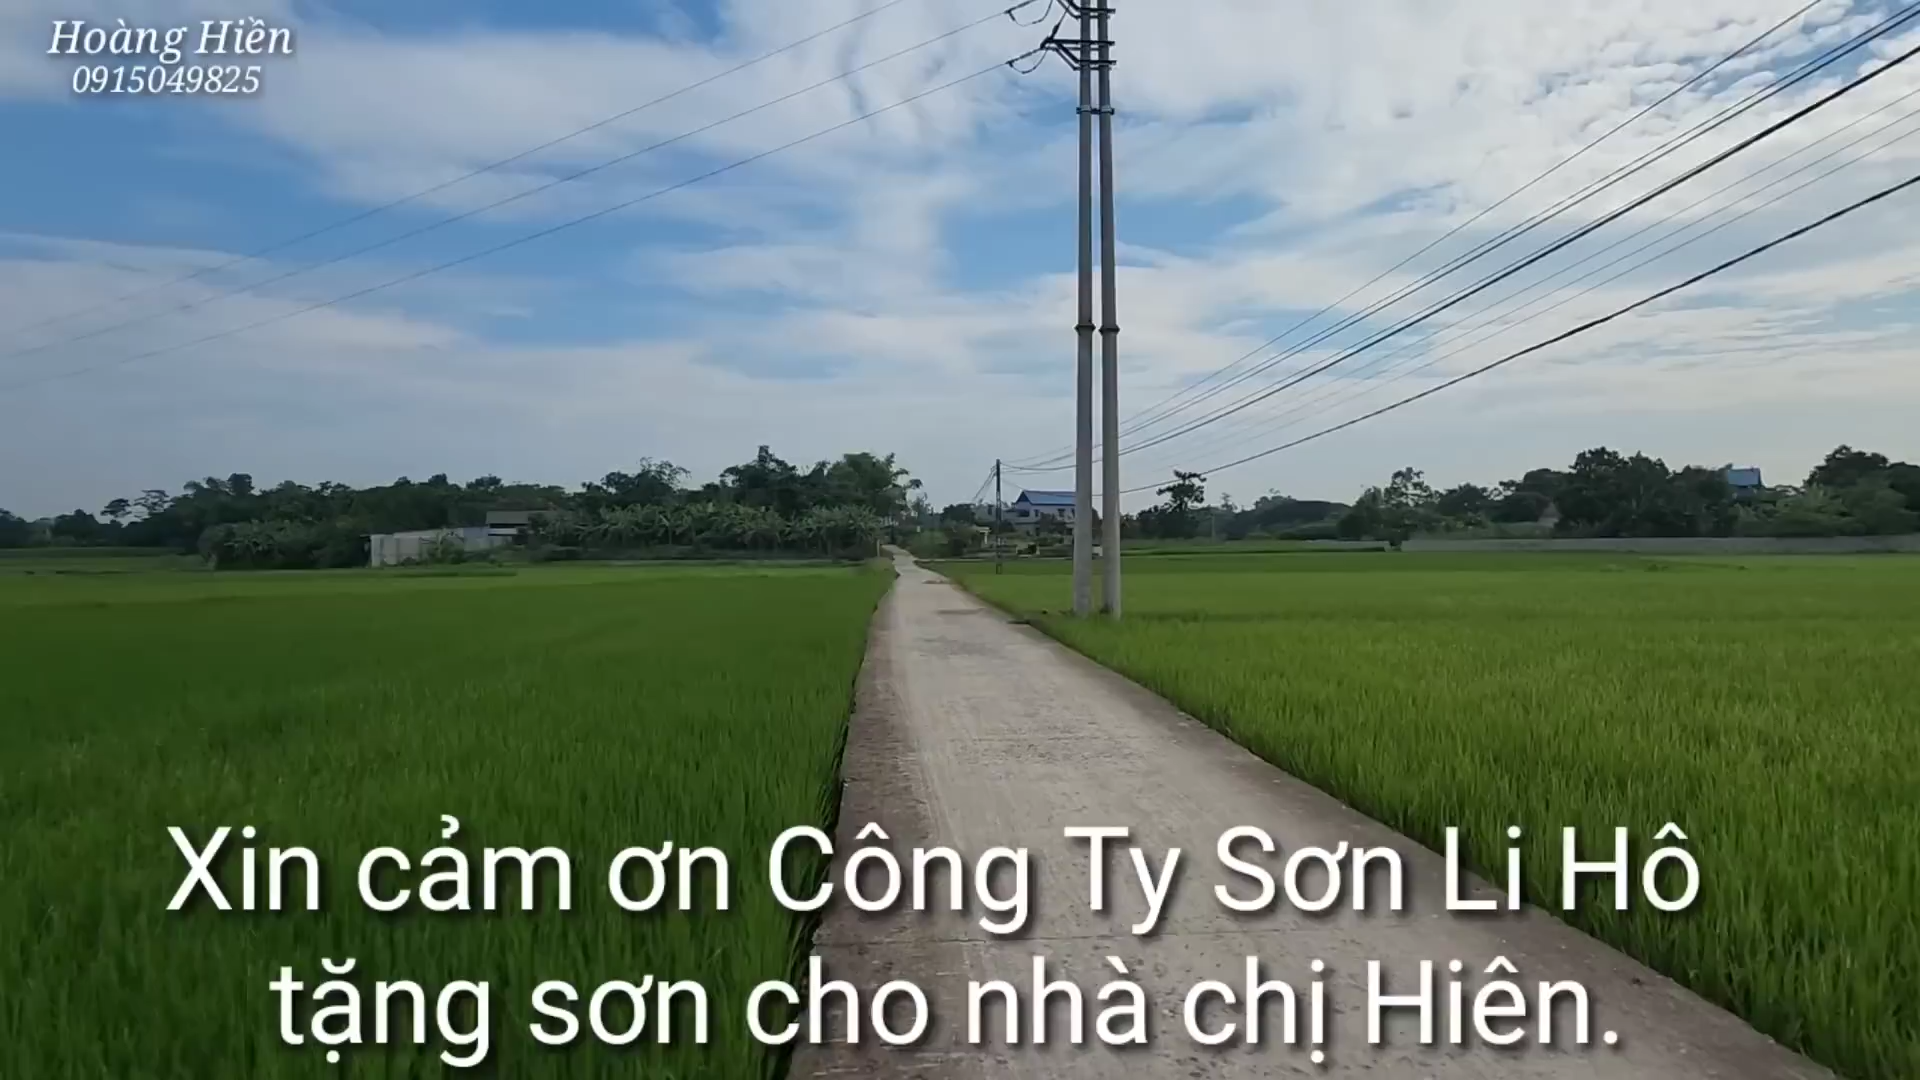 Hoàng Hiền
0915049825
Xin cảm ơn Công Ty Sơn Li Hô
tặng sơn cho nhà chị Hiên.